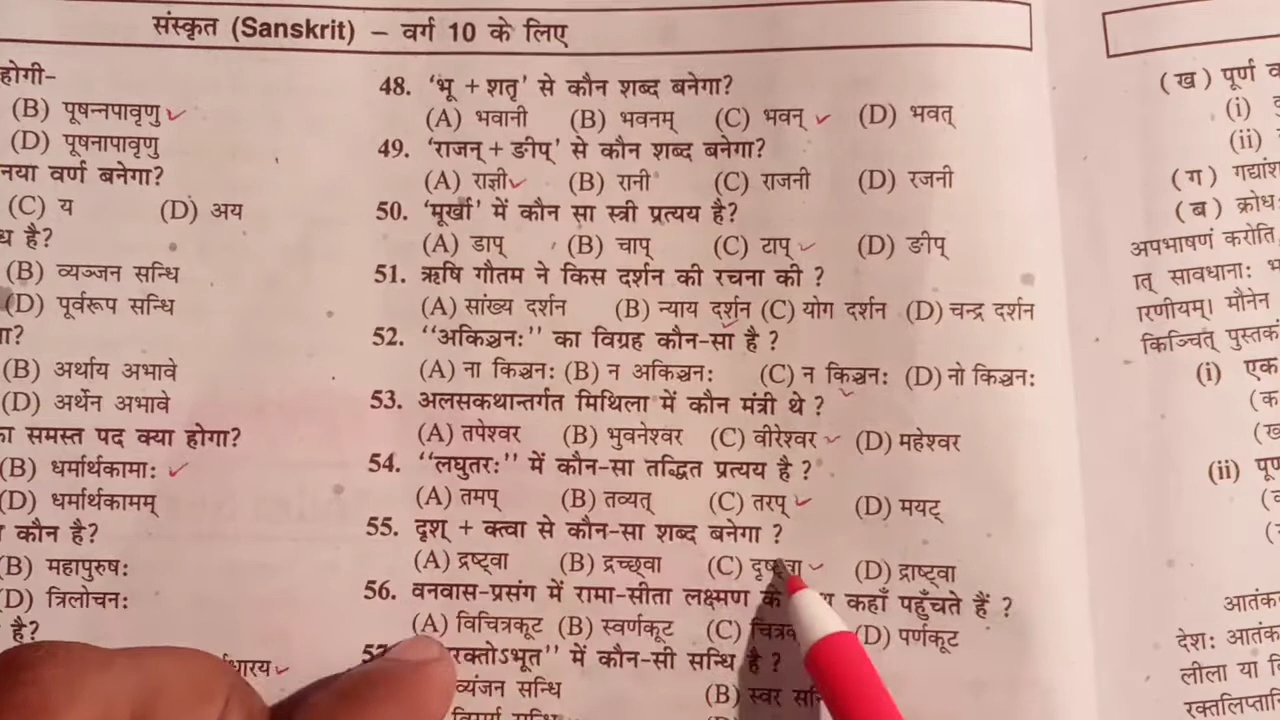 संस्कृत (Sanskrit) – वर्ग 10 के लिए
होगी–
(B) पूषन्नपावृणु
(D) पूषनापावृणु
नया वर्ण बनेगा?
(C) य (D) अय
है?
(B) व्यञ्जन सन्धि
(D) पूर्वरूप सन्धि
(B) अर्थाय अभावे
(D) अर्थेन अभावे
का समस्त पद क्या होगा?
(B) धर्मार्थकामाः
(D) धर्मार्थकामम्
कौन है?
(B) महापुरुषः
(D) त्रिलोचनः
है?
48. 'भू + शतृ' से कौन शब्द बनेगा?
(A) भवानी (B) भवनम् (C) भवन् (D) भवत्
49. 'राजन् + ङीप्' से कौन शब्द बनेगा?
(A) राज्ञी (B) रानी (C) राजनी (D) रजनी
50. 'मूर्खा' में कौन सा स्त्री प्रत्यय है?
(A) डाप् (B) चाप् (C) टाप् (D) ङीप्
51. ऋषि गौतम ने किस दर्शन की रचना की ?
(A) सांख्य दर्शन (B) न्याय दर्शन (C) योग दर्शन (D) चन्द्र दर्शन
52. "अकिञ्चनः" का विग्रह कौन-सा है ?
(A) ना किञ्चनः (B) न अकिञ्चनः (C) न किञ्चनः (D) नो किञ्चनः
53. अलसकथान्तर्गत मिथिला में कौन मंत्री थे ?
(A) तपेश्वर (B) भुवनेश्वर (C) वीरेश्वर (D) महेश्वर
54. "लघुतरः" में कौन-सा तद्धित प्रत्यय है ?
(A) तमप् (B) तव्यत् (C) तरप् (D) मयट्
55. दृश् + क्त्वा से कौन-सा शब्द बनेगा ?
(A) द्रष्ट्वा (B) द्रच्छ्वा (C) दृष्ट्वा (D) द्राष्ट्वा
56. वनवास-प्रसंग में रामा-सीता लक्ष्मण के कहाँ पहुँचते हैं ?
(A) विचित्रकूट (B) स्वर्णकूट (C) (D) पर्णकूट
में कौन-सी सन्धि है ?
व्यंजन सन्धि (B) स्वर
(ख) पूर्ण
(i)
(ii)
(ग) गद्यांश
(ब) क्रोधः
अपभाषणं करोति
सावधानाः
मौनेन
किञ्चित् पुस्तक
(i) एक
(क
(ख
(ii)
आतंक
देशः आतंक
लीला या